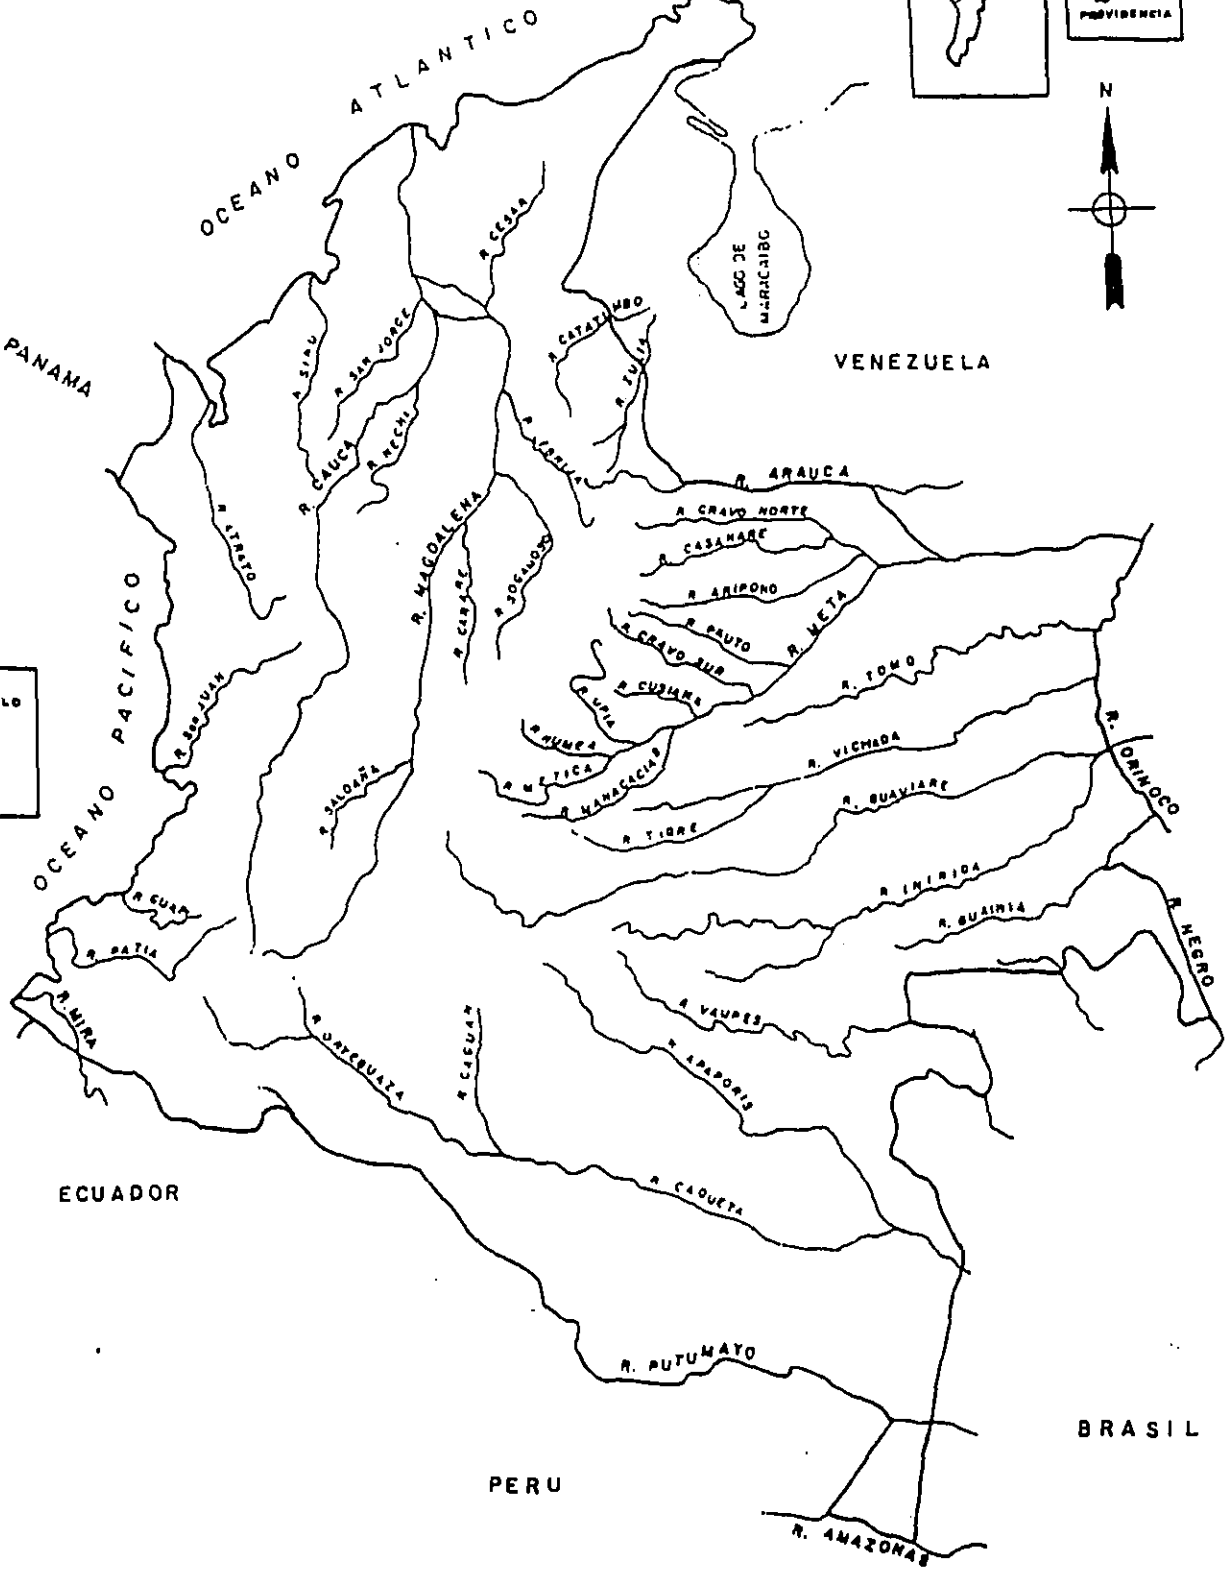 PROVIDENCIA
OCEANO ATLANTICO
N
LAGO DE
MARACAIBO
R CESAR
PANAMA
R SINU
R SAN JORGE
R CATATUMBO
R. ZULIA
VENEZUELA
R. CAUCA
R NECHI
R. ARAUCA
R ATRATO
R. MAGDALENA
R CARARE
R SOGAMOSO
R CRAVO NORTE
R CASANARE
R ARIPORO
R PAUTO
R. META
R CRAVO SUR
R CUSIANA
R UPIA
R. TOMO
LO
OCEANO PACIFICO
R SAN JUAN
R HUMEA
R METICA
R MANACACIAS
R. VICHADA
R. ORINOCO
R SALDAÑA
R. TIGRE
R. GUAVIARE
R INIRIDA
R GUAPI
R. GUAINIA
R NEGRO
R. PATIA
R. MIRA
R VAUPES
R ORTEGUAZA
R CAGUAN
R APAPORIS
ECUADOR
R CAQUETA
R. PUTUMAYO
BRASIL
PERU
R. AMAZONAS